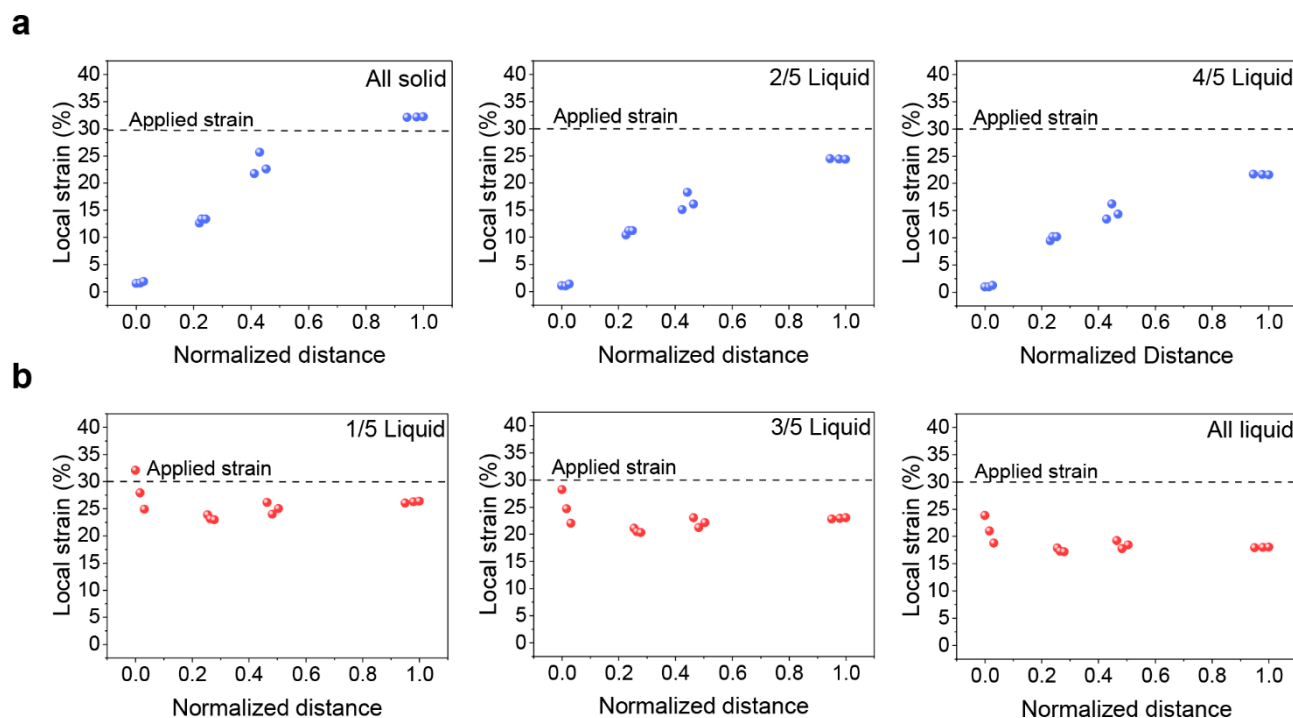 a
All solid
Applied strain
Local strain (%)
40
35
30
25
20
15
10
5
0
0.0 0.2 0.4 0.6 0.8 1.0
Normalized distance
2/5 Liquid
Applied strain
Local strain (%)
40
35
30
25
20
15
10
5
0
0.0 0.2 0.4 0.6 0.8 1.0
Normalized distance
4/5 Liquid
Applied strain
Local strain (%)
40
35
30
25
20
15
10
5
0
0.0 0.2 0.4 0.6 0.8 1.0
Normalized Distance
b
1/5 Liquid
Applied strain
Local strain (%)
40
35
30
25
20
15
10
5
0
0.0 0.2 0.4 0.6 0.8 1.0
Normalized distance
3/5 Liquid
Applied strain
Local strain (%)
40
35
30
25
20
15
10
5
0
0.0 0.2 0.4 0.6 0.8 1.0
Normalized distance
All liquid
Applied strain
Local strain (%)
40
35
30
25
20
15
10
5
0
0.0 0.2 0.4 0.6 0.8 1.0
Normalized distance